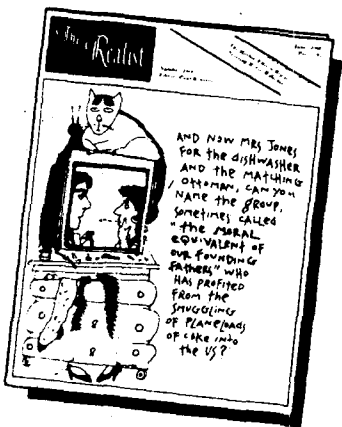 The Realist
AND NOW MRS JONES
FOR THE DISHWASHER
AND THE MATCHING
OTTOMAN, CAN YOU
NAME THE GROUP,
SOMETIMES CALLED
"THE MORAL
EQUIVALENT OF
OUR FOUNDING
FATHERS" WHO
HAS PROFITED
FROM THE
SMUGGLING
OF PLANELOADS
OF COKE INTO
THE US?